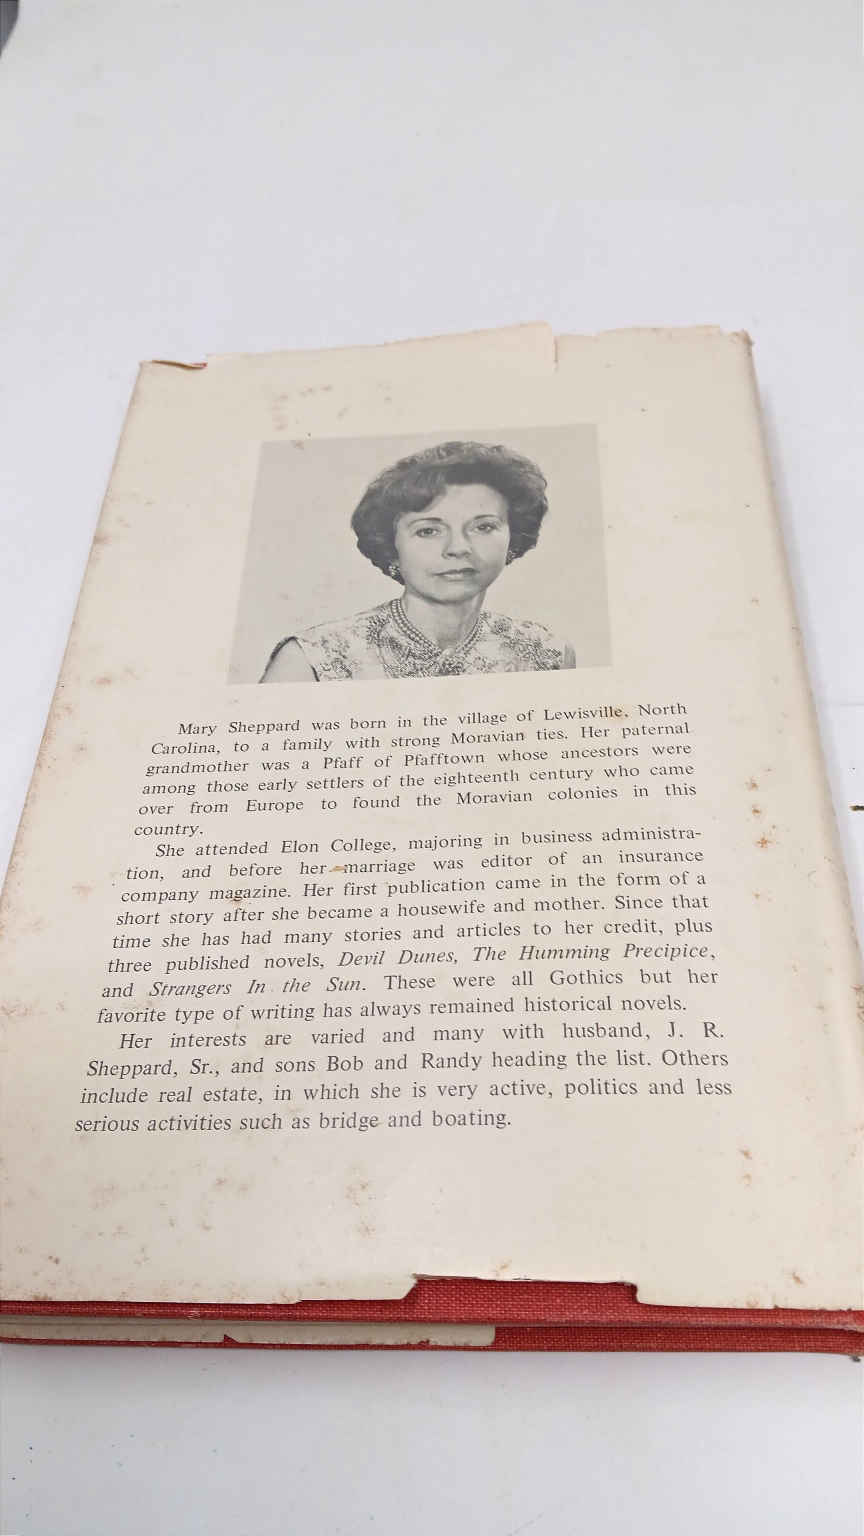 Mary Sheppard was born in the village of Lewisville, North
Carolina, to a family with strong Moravian ties. Her paternal
grandmother was a Pfaff of Pfafftown whose ancestors were
among those early settlers of the eighteenth century who came
over from Europe to found the Moravian colonies in this
country.
She attended Elon College, majoring in business administra-
tion, and before her marriage was editor of an insurance
company magazine. Her first publication came in the form of a
short story after she became a housewife and mother. Since that
time she has had many stories and articles to her credit, plus
three published novels, Devil Dunes, The Humming Precipice,
and Strangers In the Sun. These were all Gothics but her
favorite type of writing has always remained historical novels.
Her interests are varied and many with husband, J. R.
Sheppard, Sr., and sons Bob and Randy heading the list. Others
include real estate, in which she is very active, politics and less
serious activities such as bridge and boating.